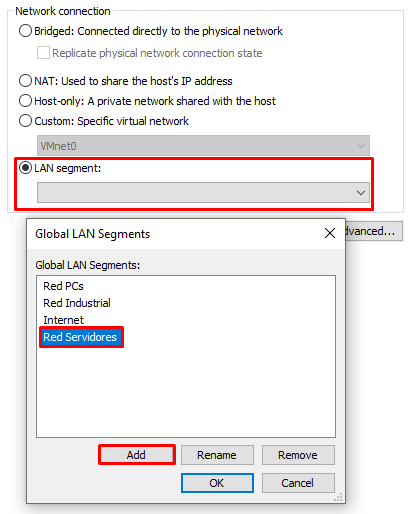 Network connection
Bridged: Connected directly to the physical network
Replicate physical network connection state
NAT: Used to share the host's IP address
Host-only: A private network shared with the host
Custom: Specific virtual network
VMnet0
LAN segment:
dvanced...
Global LAN Segments
Global LAN Segments:
Red PCs
Red Industrial
Internet
Red Servidores
Add Rename Remove
OK Cancel